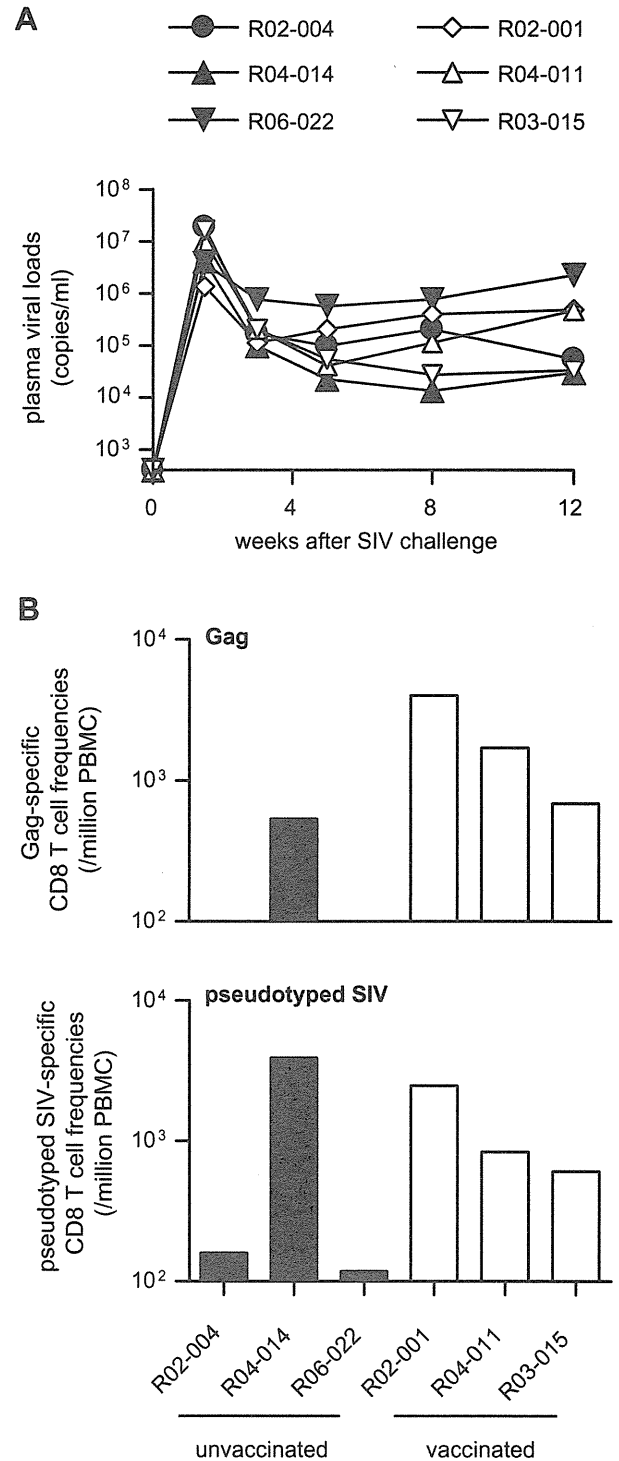 A
R02-004 R02-001
R04-014 R04-011
R06-022 R03-015
plasma viral loads
(copies/ml)
10⁸
10⁷
10⁶
10⁵
10⁴
10³
0 4 8 12
weeks after SIV challenge
B
Gag
Gag-specific
CD8 T cell frequencies
(/million PBMC)
10⁴
10³
10²
pseudotyped SIV
pseudotyped SIV-specific
CD8 T cell frequencies
(/million PBMC)
10⁴
10³
10²
R02-004 R04-014 R06-022 R02-001 R04-011 R03-015
unvaccinated vaccinated